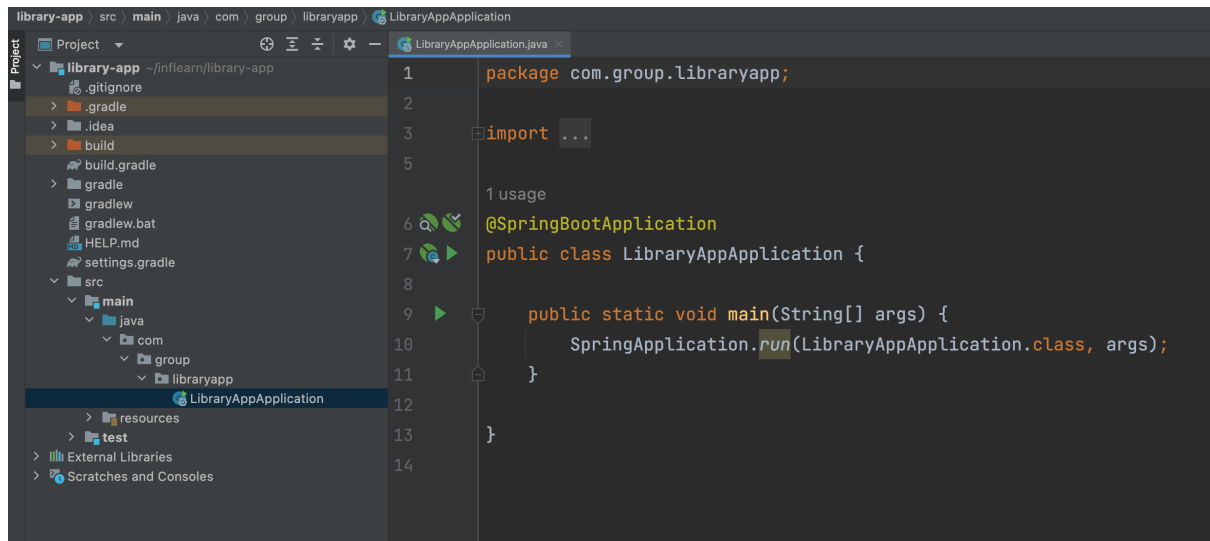 library-app 〉 src 〉 main 〉 java 〉 com 〉 group 〉 libraryapp 〉 LibraryAppApplication
Project
Project
library-app ~/inflearn/library-app
.gitignore
.gradle
.idea
build
build.gradle
gradle
gradlew
gradlew.bat
HELP.md
settings.gradle
src
main
java
com
group
libraryapp
LibraryAppApplication
resources
test
External Libraries
Scratches and Consoles
LibraryAppApplication.java
1 package com.group.libraryapp;
2
3 import ...
5
1 usage
6 @SpringBootApplication
7 public class LibraryAppApplication {
8
9 public static void main(String[] args) {
10 SpringApplication.run(LibraryAppApplication.class, args);
11 }
12
13 }
14